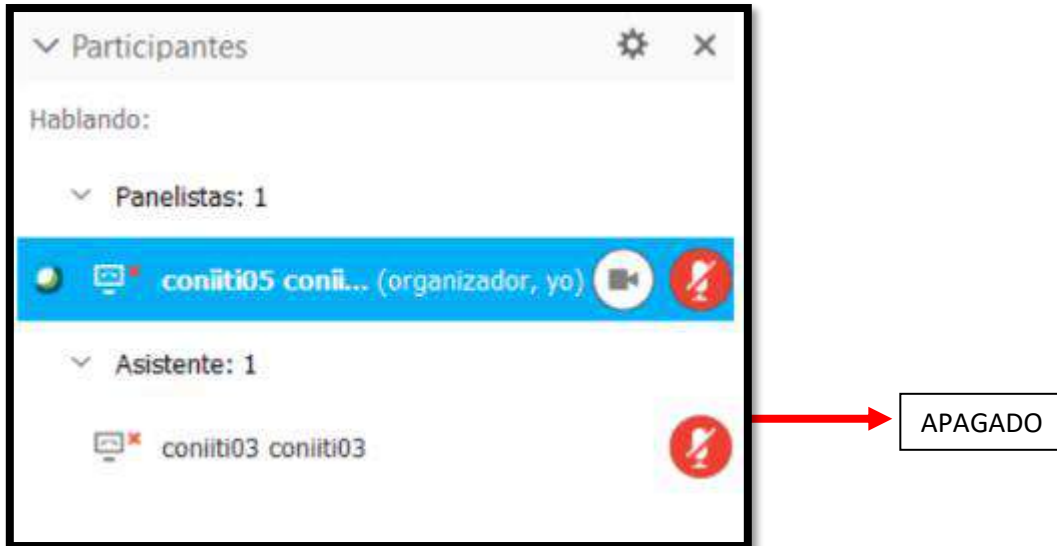 Participantes
Hablando:
Panelistas: 1
coniiti05 conii... (organizador, yo)
Asistente: 1
coniiti03 coniiti03
APAGADO